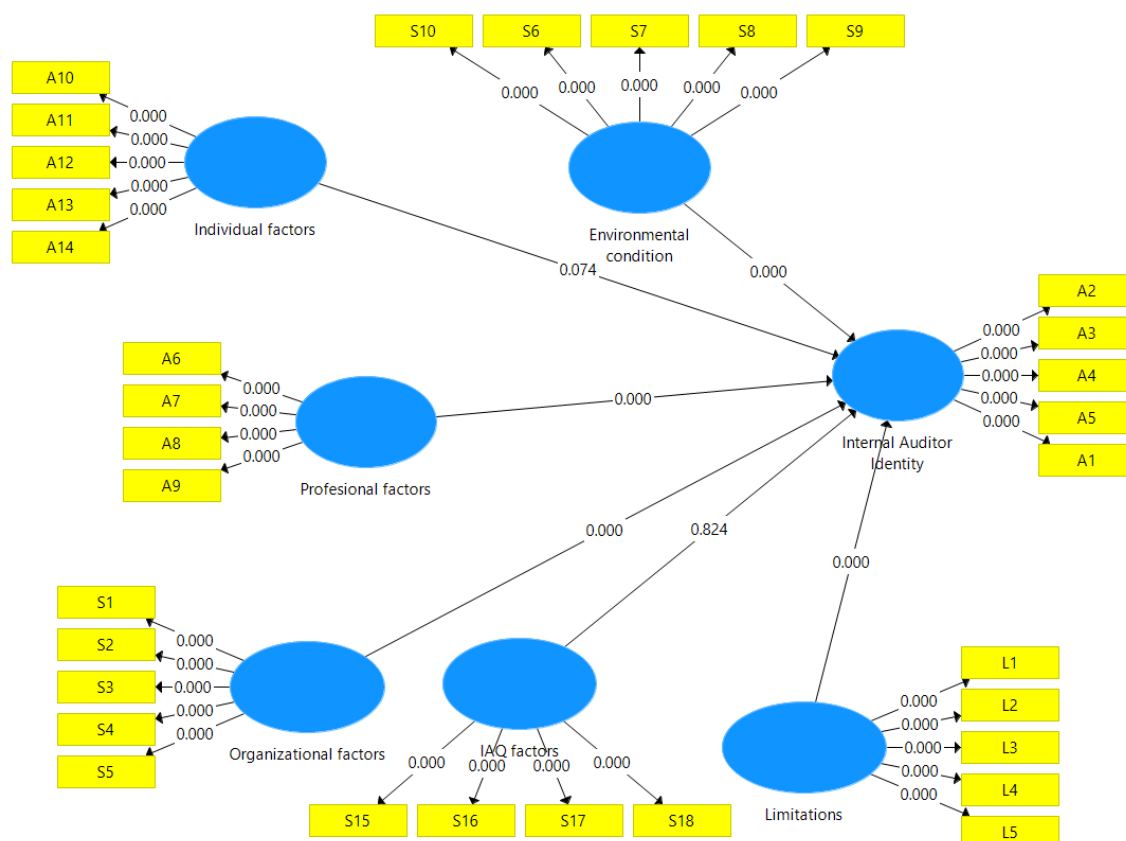 S10
S6
S7
S8
S9
0.000
0.000
0.000
0.000
0.000
Environmental
condition
A10
A11
A12
A13
A14
0.000
0.000
0.000
0.000
0.000
Individual factors
0.074
0.000
A2
A3
A4
A5
A1
0.000
0.000
0.000
0.000
0.000
Internal Auditor
Identity
A6
A7
A8
A9
0.000
0.000
0.000
0.000
Profesional factors
0.000
0.000
0.824
0.000
S1
S2
S3
S4
S5
0.000
0.000
0.000
0.000
0.000
Organizational factors
IAQ factors
0.000
0.000
0.000
0.000
S15
S16
S17
S18
L1
L2
L3
L4
L5
0.000
0.000
0.000
0.000
0.000
Limitations